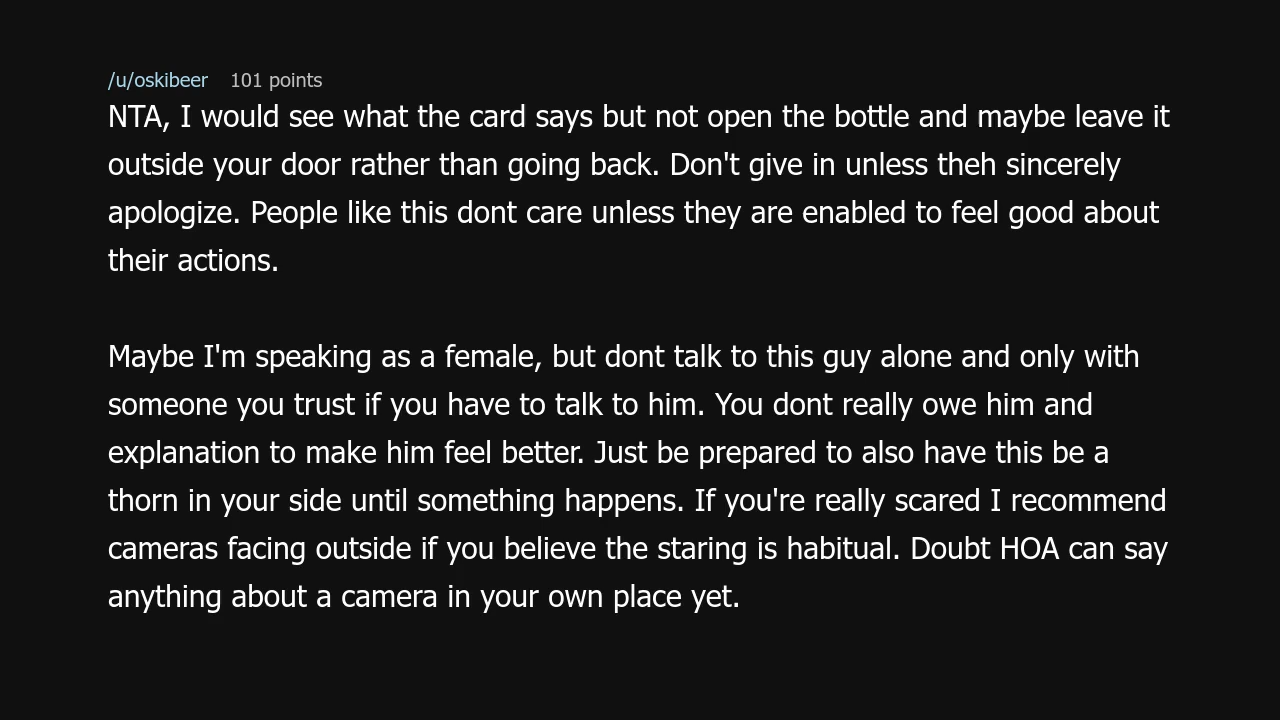 /u/oskibeer 101 points
NTA, I would see what the card says but not open the bottle and maybe leave it
outside your door rather than going back. Don't give in unless theh sincerely
apologize. People like this dont care unless they are enabled to feel good about
their actions.
Maybe I'm speaking as a female, but dont talk to this guy alone and only with
someone you trust if you have to talk to him. You dont really owe him and
explanation to make him feel better. Just be prepared to also have this be a
thorn in your side until something happens. If you're really scared I recommend
cameras facing outside if you believe the staring is habitual. Doubt HOA can say
anything about a camera in your own place yet.